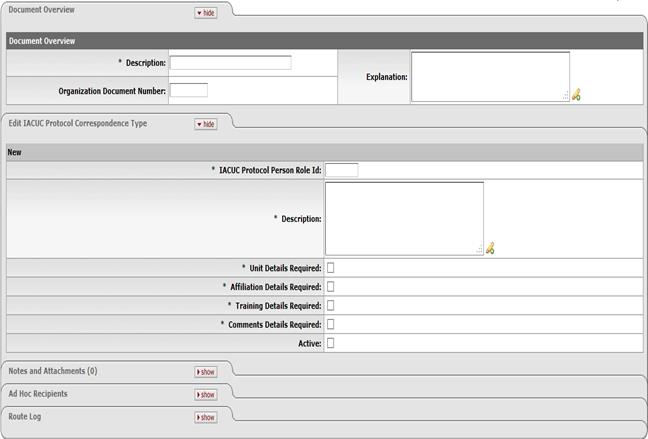 Document Overview
▾ hide
Document Overview
* Description:
Explanation:
Organization Document Number:
Edit IACUC Protocol Correspondence Type
▾ hide
New
* IACUC Protocol Person Role Id:
* Description:
* Unit Details Required:
* Affiliation Details Required:
* Training Details Required:
* Comments Details Required:
Active:
Notes and Attachments (0)
▸ show
Ad Hoc Recipients
▸ show
Route Log
▸ show